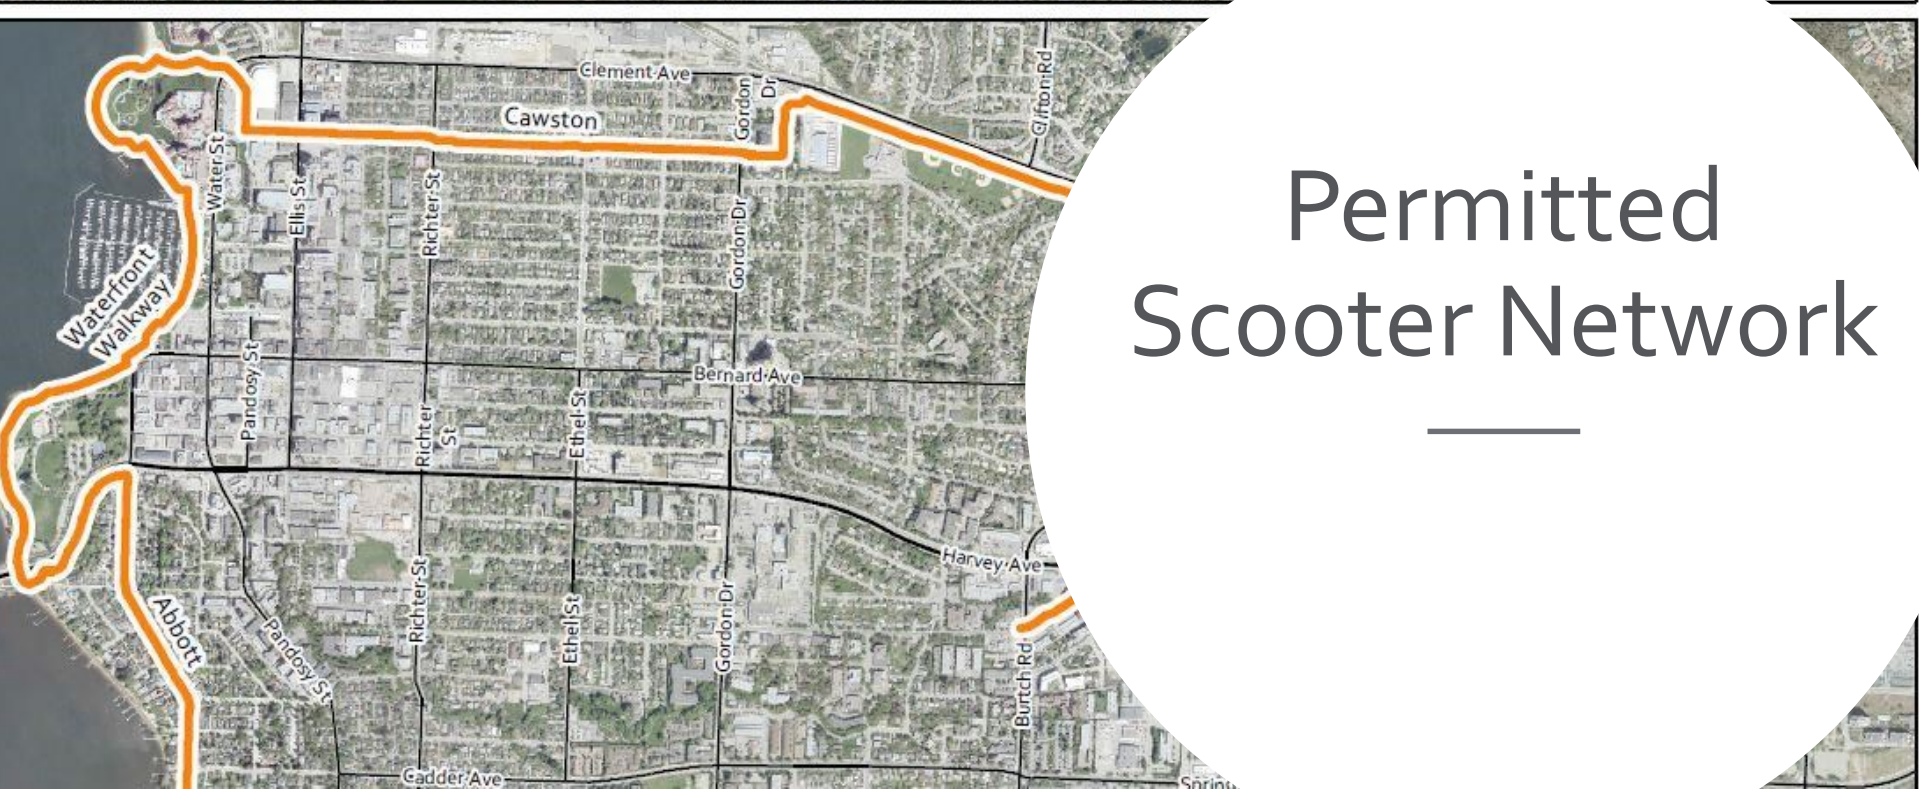 Permitted
Scooter Network
Clement Ave
Clifton Rd
Gordon
Dr
Cawston
Water St
Ellis St
Richter St
Gordon Dr
Waterfront
Walkway
Pandosy St
Bernard Ave
Richter
St
Ethel St
Harvey Ave
Abbott
Pandosy St
Richter St
Ethel St
Gordon Dr
Burtch Rd
Cadder Ave
Spring